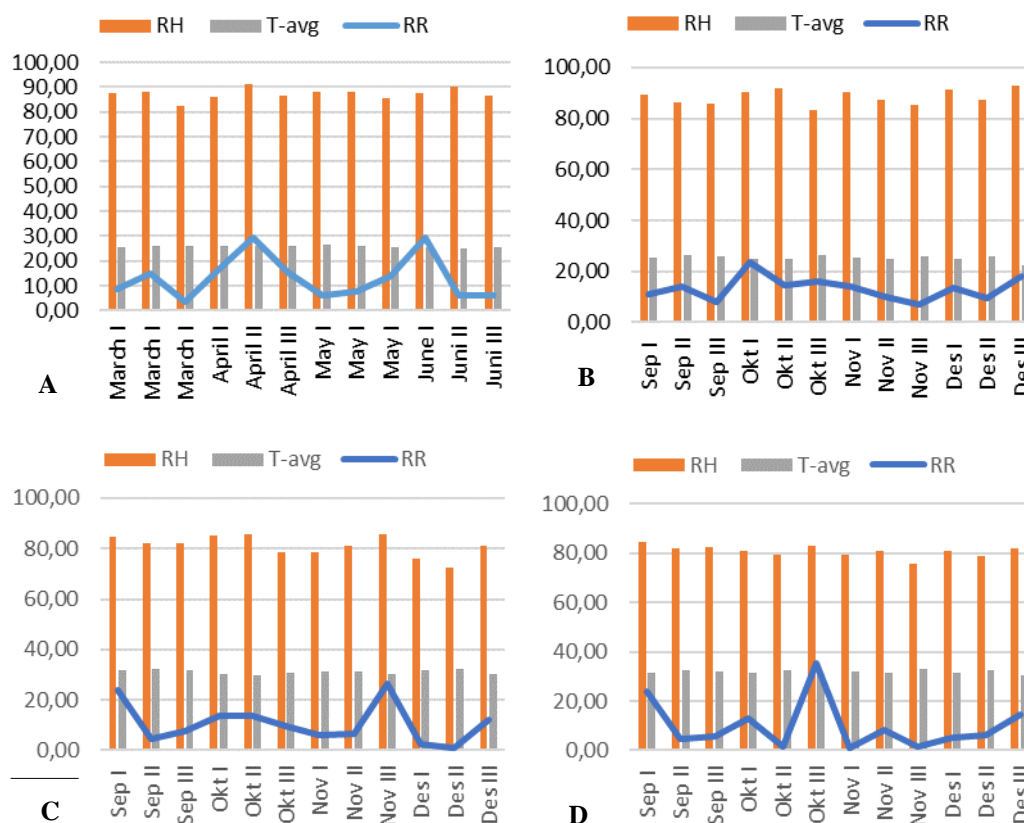 RH T-avg RR
100,00
90,00
80,00
70,00
60,00
50,00
40,00
30,00
20,00
10,00
0,00
March I
March I
March I
April I
April II
April III
May I
May I
May I
June I
Juni II
Juni III
A
RH T-avg RR
100,00
80,00
60,00
40,00
20,00
0,00
Sep I
Sep II
Sep III
Okt I
Okt II
Okt III
Nov I
Nov II
Nov III
Des I
Des II
Des III
B
RH T-avg RR
100,00
80,00
60,00
40,00
20,00
0,00
Sep I
Sep II
Sep III
Okt I
Okt II
Okt III
Nov I
Nov II
Nov III
Des I
Des II
Des III
C
RH T-avg RR
100,00
80,00
60,00
40,00
20,00
0,00
Sep I
Sep II
Sep III
Okt I
Okt II
Okt III
Nov I
Nov II
Nov III
Des I
Des II
Des III
D